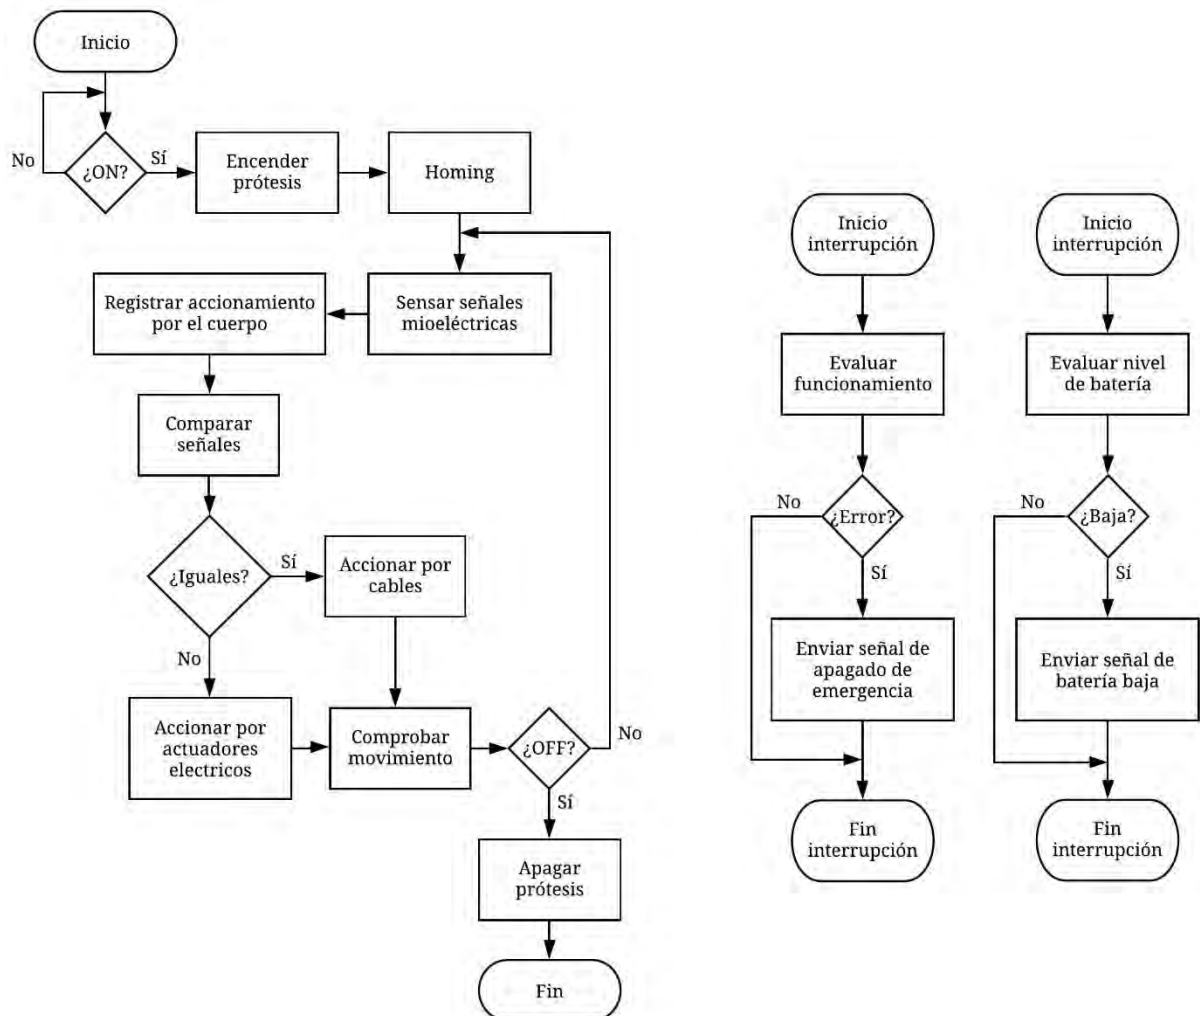 Inicio
No
¿ON?
Sí
Encender
prótesis
Homing
Registrar accionamiento
por el cuerpo
Sensar señales
mioeléctricas
Comparar
señales
¿Iguales?
Sí
Accionar por
cables
No
Accionar por
actuadores
electricos
Comprobar
movimiento
¿OFF?
No
Sí
Apagar
prótesis
Fin
Inicio
interrupción
Evaluar
funcionamiento
No
¿Error?
Sí
Enviar señal de
apagado de
emergencia
Fin
interrupción
Inicio
interrupción
Evaluar nivel
de batería
No
¿Baja?
Sí
Enviar señal de
batería baja
Fin
interrupción